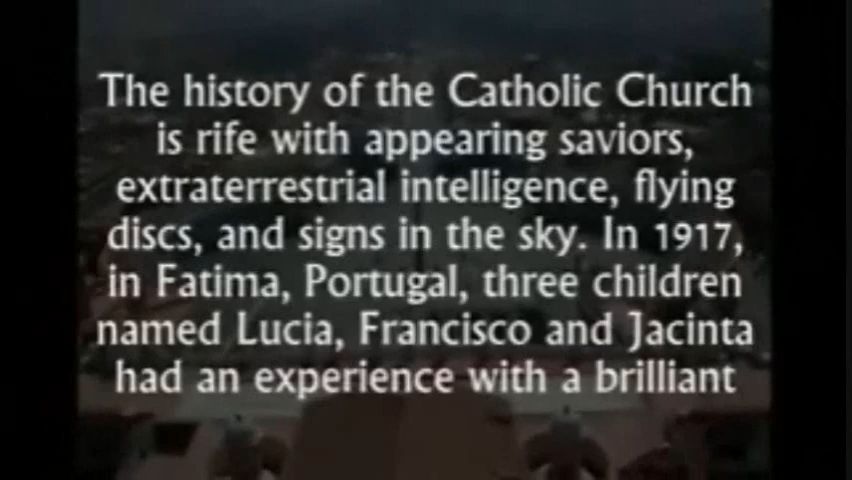 The history of the Catholic Church
is rife with appearing saviors,
extraterrestrial intelligence, flying
discs, and signs in the sky. In 1917,
in Fatima, Portugal, three children
named Lucia, Francisco and Jacinta
had an experience with a brilliant